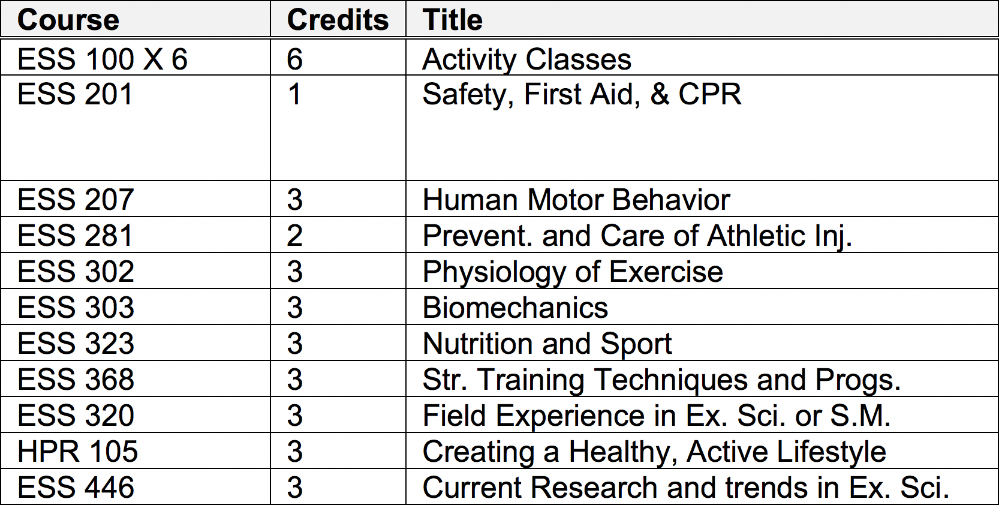 Course Credits Title
ESS 100 X 6 6 Activity Classes
ESS 201 1 Safety, First Aid, & CPR
ESS 207 3 Human Motor Behavior
ESS 281 2 Prevent. and Care of Athletic Inj.
ESS 302 3 Physiology of Exercise
ESS 303 3 Biomechanics
ESS 323 3 Nutrition and Sport
ESS 368 3 Str. Training Techniques and Progs.
ESS 320 3 Field Experience in Ex. Sci. or S.M.
HPR 105 3 Creating a Healthy, Active Lifestyle
ESS 446 3 Current Research and trends in Ex. Sci.